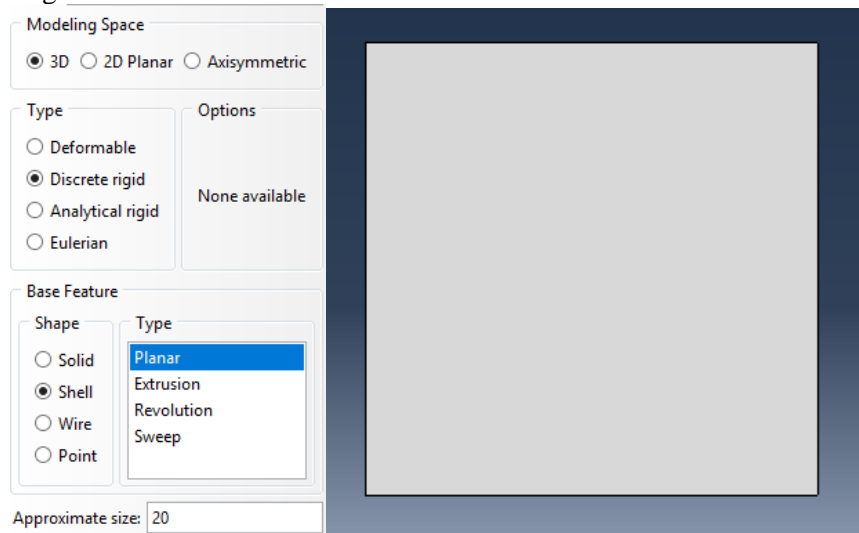 Modeling Space
3D 2D Planar Axisymmetric
Type
Options
Deformable
Discrete rigid
Analytical rigid
Eulerian
None available
Base Feature
Shape
Type
Solid
Shell
Wire
Point
Planar
Extrusion
Revolution
Sweep
Approximate size: 20